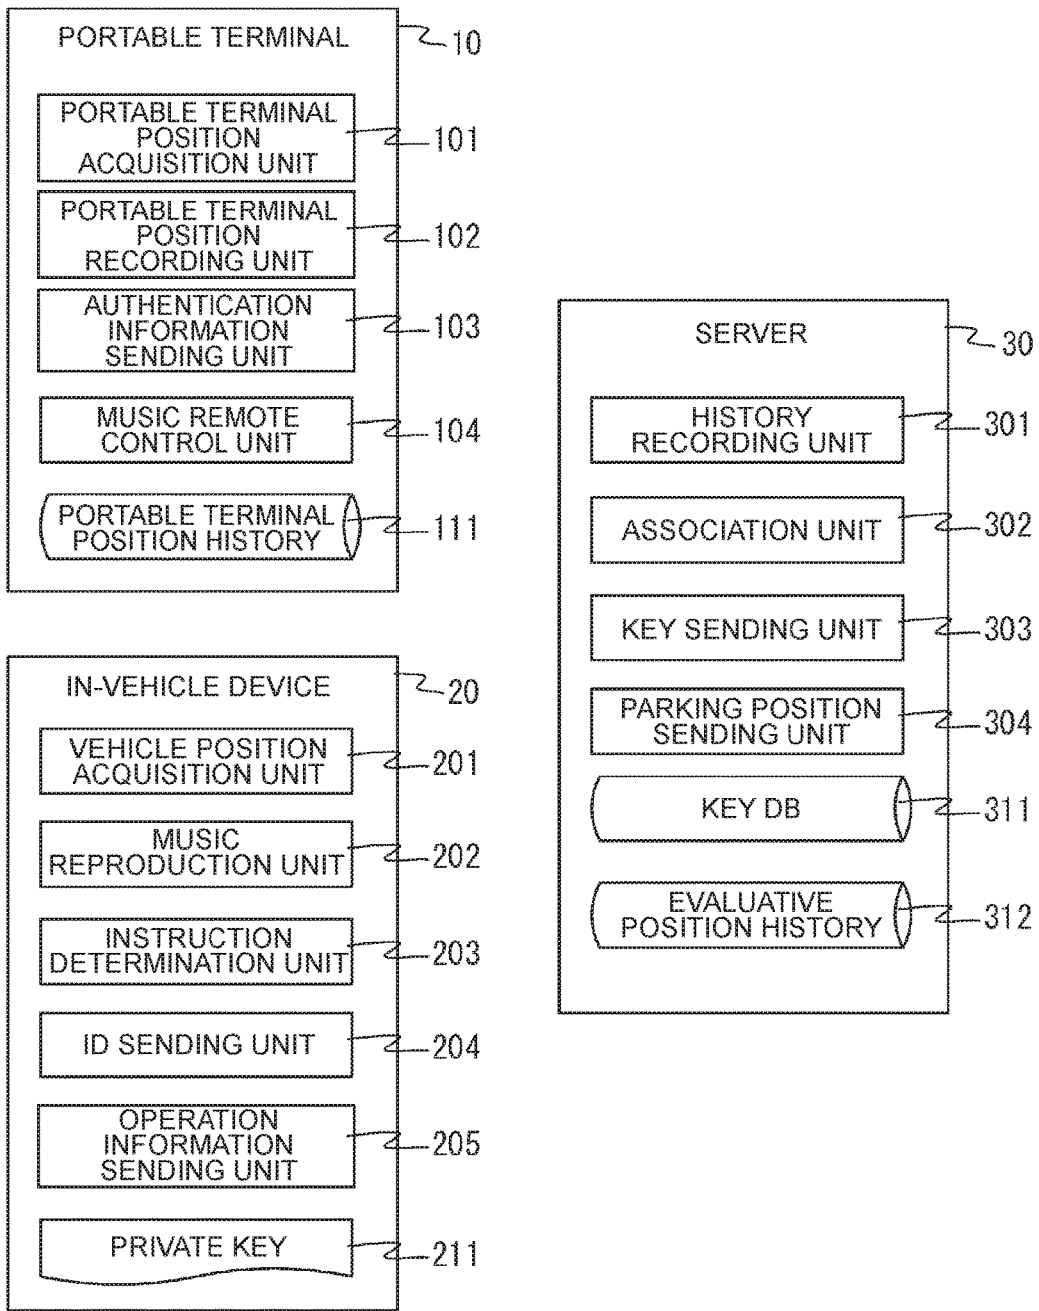 PORTABLE TERMINAL
10
PORTABLE TERMINAL
POSITION
ACQUISITION UNIT
101
PORTABLE TERMINAL
POSITION
RECORDING UNIT
102
AUTHENTICATION
INFORMATION
SENDING UNIT
103
MUSIC REMOTE
CONTROL UNIT
104
PORTABLE TERMINAL
POSITION HISTORY
111
IN-VEHICLE DEVICE
20
VEHICLE POSITION
ACQUISITION UNIT
201
MUSIC
REPRODUCTION UNIT
202
INSTRUCTION
DETERMINATION UNIT
203
ID SENDING UNIT
204
OPERATION
INFORMATION
SENDING UNIT
205
PRIVATE KEY
211
SERVER
30
HISTORY
RECORDING UNIT
301
ASSOCIATION UNIT
302
KEY SENDING UNIT
303
PARKING POSITION
SENDING UNIT
304
KEY DB
311
EVALUATIVE
POSITION HISTORY
312